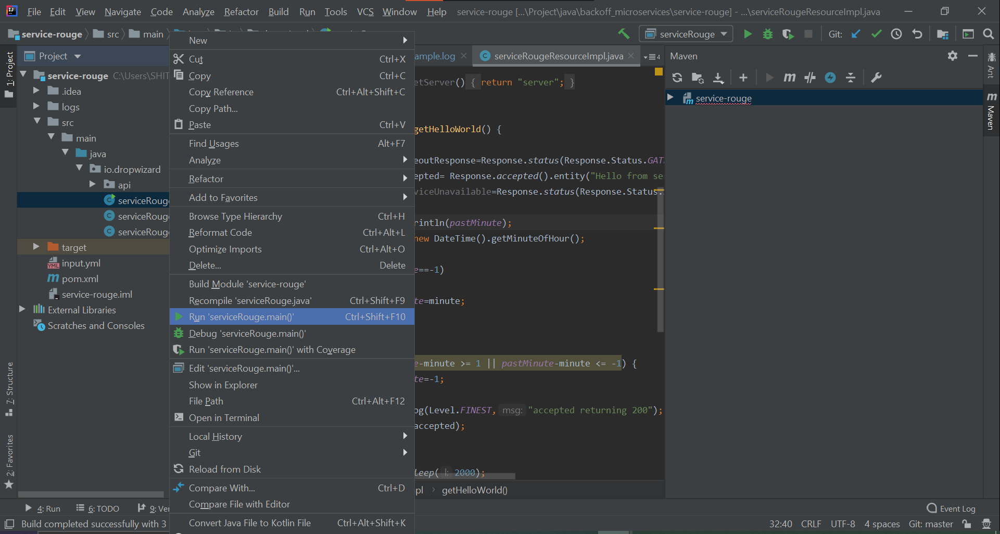 File Edit View Navigate Code Analyze Refactor Build Run Tools VCS Window Help service-rouge [...\Project\java\backoff_microservices\service-rouge] - ...\serviceRougeResourceImpl.java
service-rouge src main
serviceRouge Git:
1: Project
7: Structure
2: Favorites
Project
service-rouge C:\Users\SHIT
.idea
logs
src
main
java
io.dropwizard
api
serviceRouge
serviceRouge
serviceRouge
target
input.yml
pom.xml
service-rouge.iml
External Libraries
Scratches and Consoles
New
Cut Ctrl+X
Copy Ctrl+C
Copy Reference Ctrl+Alt+Shift+C
Copy Path...
Paste Ctrl+V
Find Usages Alt+F7
Analyze
Refactor
Add to Favorites
Browse Type Hierarchy Ctrl+H
Reformat Code Ctrl+Alt+L
Optimize Imports Ctrl+Alt+O
Delete... Delete
Build Module 'service-rouge'
Recompile 'serviceRouge.java' Ctrl+Shift+F9
Run 'serviceRouge.main()' Ctrl+Shift+F10
Debug 'serviceRouge.main()'
Run 'serviceRouge.main()' with Coverage
Edit 'serviceRouge.main()'...
Show in Explorer
File Path Ctrl+Alt+F12
Open in Terminal
Local History
Git
Reload from Disk
Compare With... Ctrl+D
Compare File with Editor
Convert Java File to Kotlin File Ctrl+Alt+Shift+K
ample.log serviceRougeResourceImpl.java 4
etServer() { return "server"; }
getHelloWorld() {
eoutResponse=Response.status(Response.Status.GAT
epted= Response.accepted().entity("Hello from se
viceUnavailable=Response.status(Response.Status.
rintln(pastMinute);
new DateTime().getMinuteOfHour();
e==-1)
te=minute;
e-minute >= 1 || pastMinute-minute <= -1) {
te=-1;
og(Level.FINEST, msg: "accepted returning 200");
accepted);
leep( l: 2000);
pl getHelloWorld()
Maven
service-rouge
Ant
Maven
4: Run 6: TODO 9: Ver
Event Log
Build completed successfully with 3
32:40 CRLF UTF-8 4 spaces Git: master